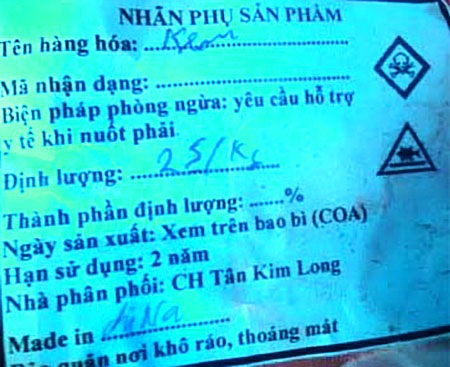 NHÃN PHỤ SẢN PHẨM
Tên hàng hóa: ..........
Mã nhận dạng: ..........
Biện pháp phòng ngừa: yêu cầu hỗ trợ
y tế khi nuốt phải
Định lượng: 25/Kg
Thành phần định lượng: ......%
Ngày sản xuất: Xem trên bao bì (COA)
Hạn sử dụng: 2 năm
Nhà phân phối: CH Tân Kim Long
Made in ..........
quản nơi khô ráo, thoáng mát